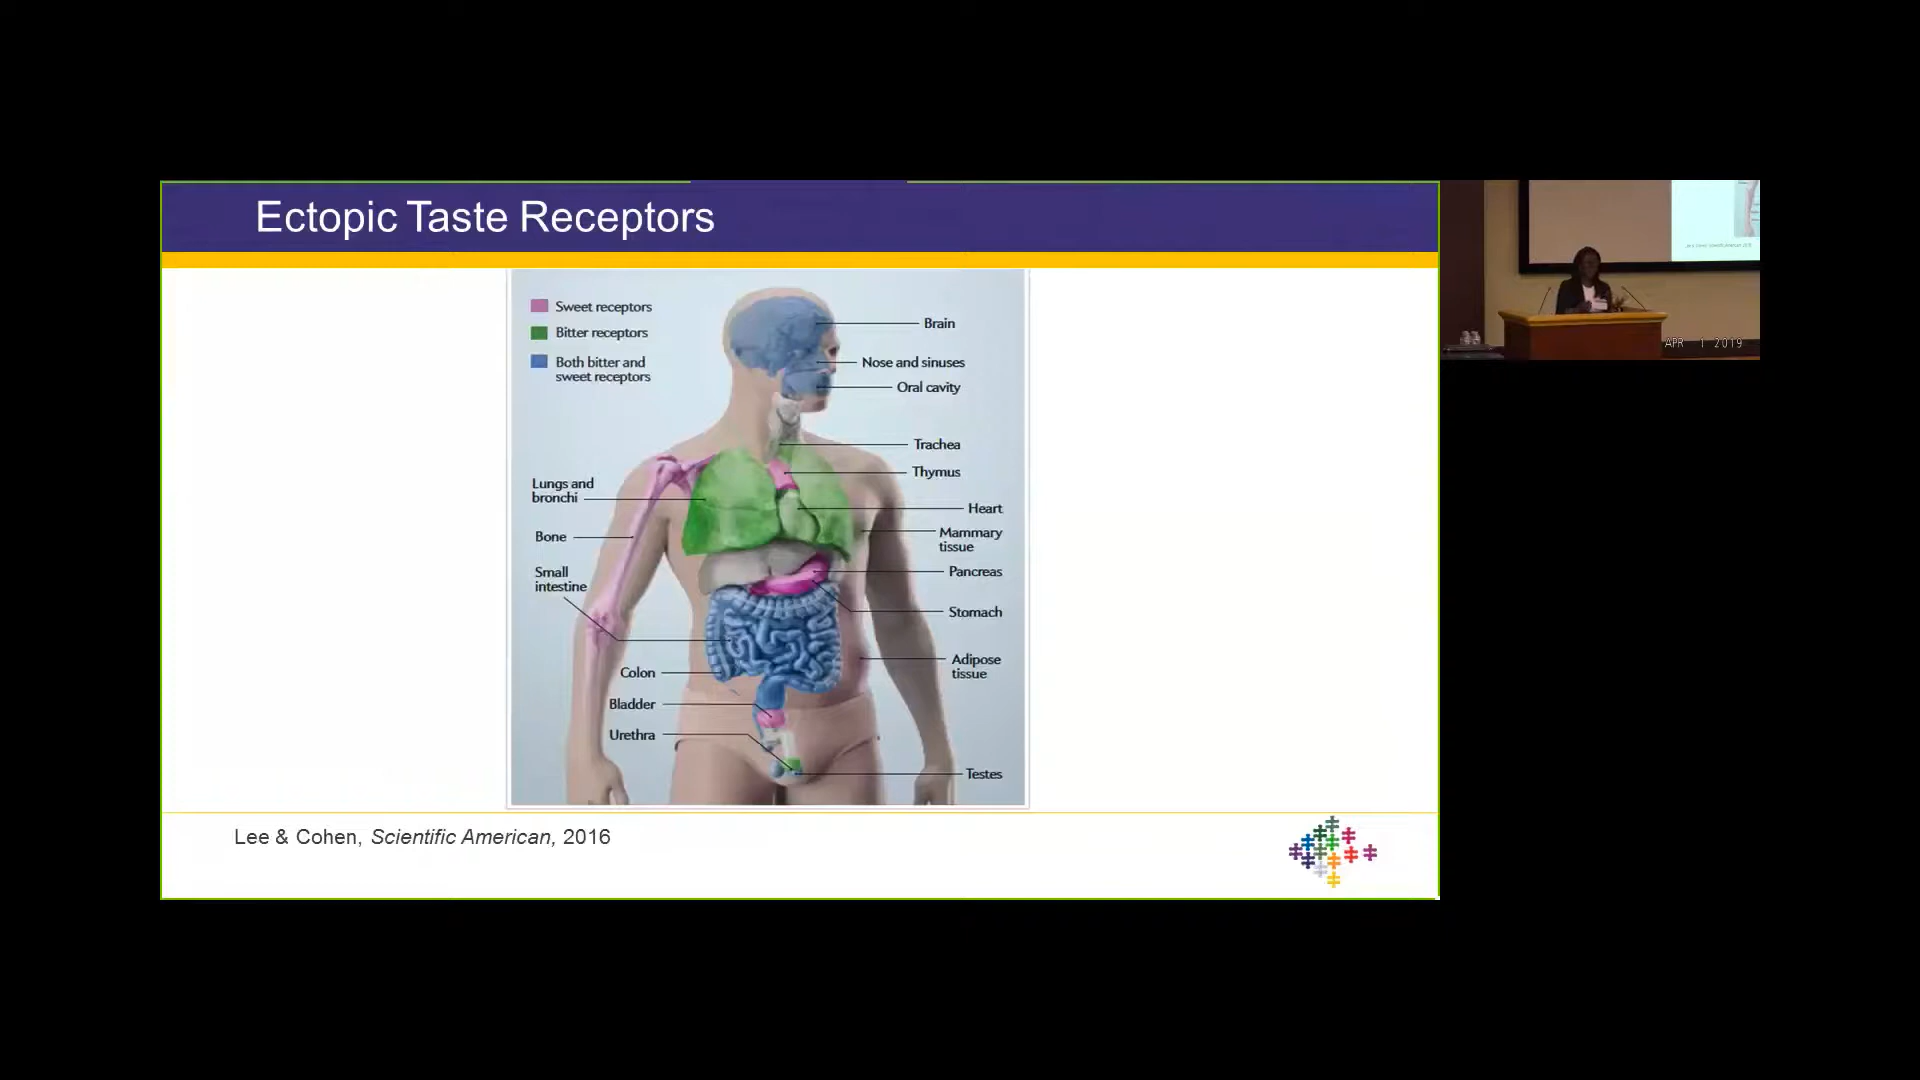 Ectopic Taste Receptors
Sweet receptors
Bitter receptors
Both bitter and
sweet receptors
Brain
Nose and sinuses
Oral cavity
Trachea
Thymus
Lungs and
bronchi
Heart
Bone
Mammary
tissue
Small
intestine
Pancreas
Stomach
Adipose
tissue
Colon
Bladder
Urethra
Testes
Lee & Cohen, Scientific American, 2016
APR 1 2019